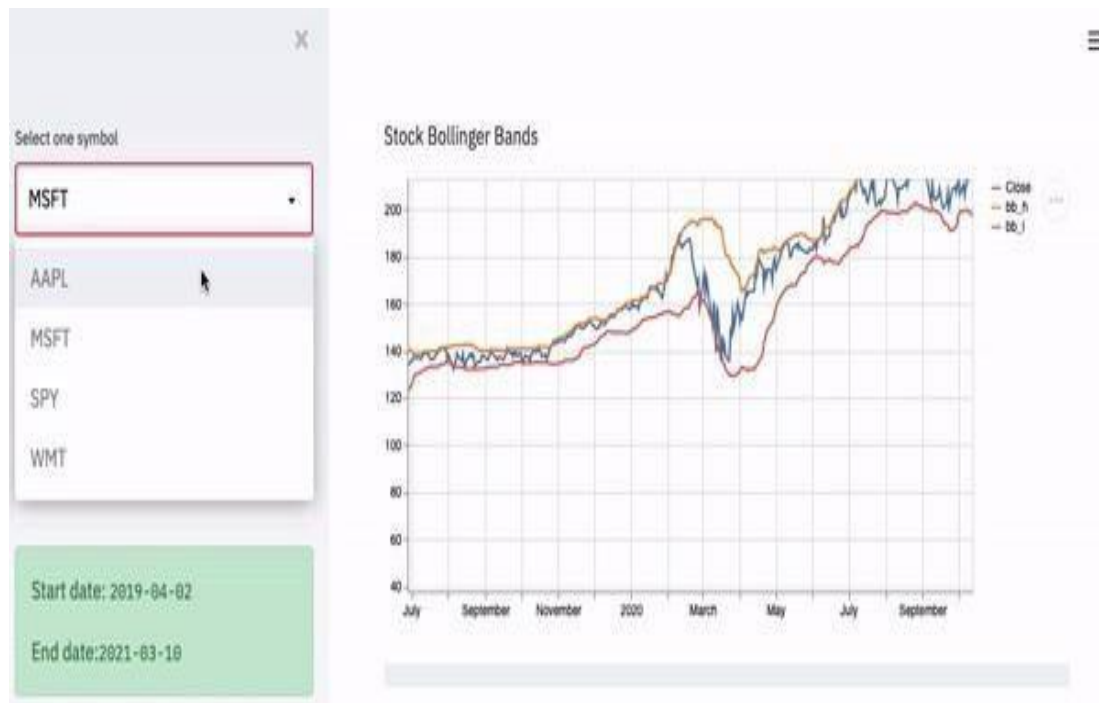 Select one symbol
MSFT
AAPL
MSFT
SPY
WMT
Start date: 2019-04-02
End date:2021-03-10
Stock Bollinger Bands
200
180
160
140
120
100
80
60
40
July September November 2020 March May July September
Close
bb_h
bb_l